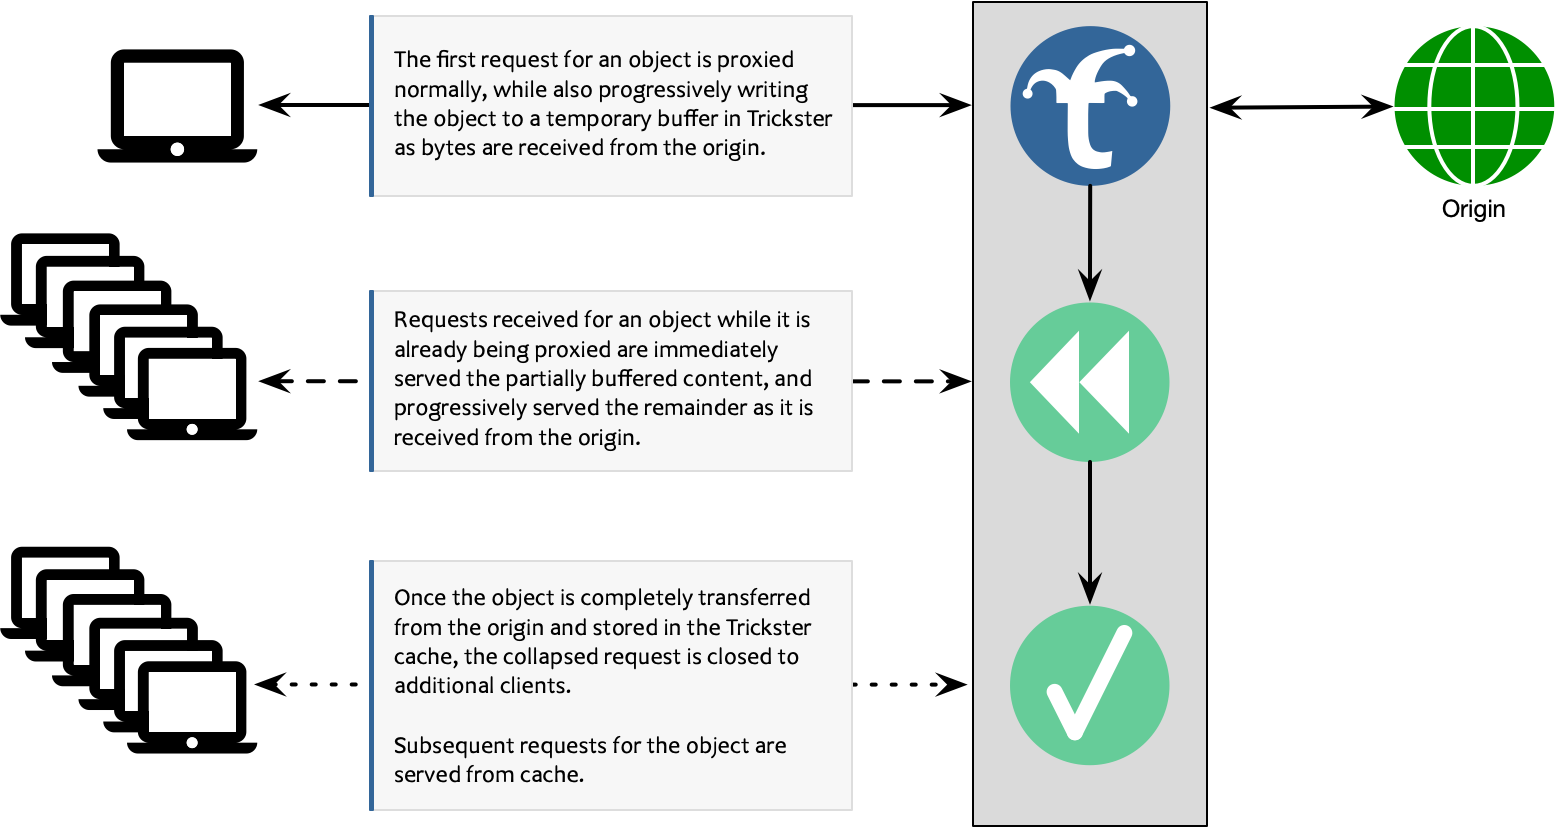 The first request for an object is proxied
normally, while also progressively writing
the object to a temporary buffer in Trickster
as bytes are received from the origin.
Origin
Requests received for an object while it is
already being proxied are immediately
served the partially buffered content, and
progressively served the remainder as it is
received from the origin.
Once the object is completely transferred
from the origin and stored in the Trickster
cache, the collapsed request is closed to
additional clients.
Subsequent requests for the object are
served from cache.